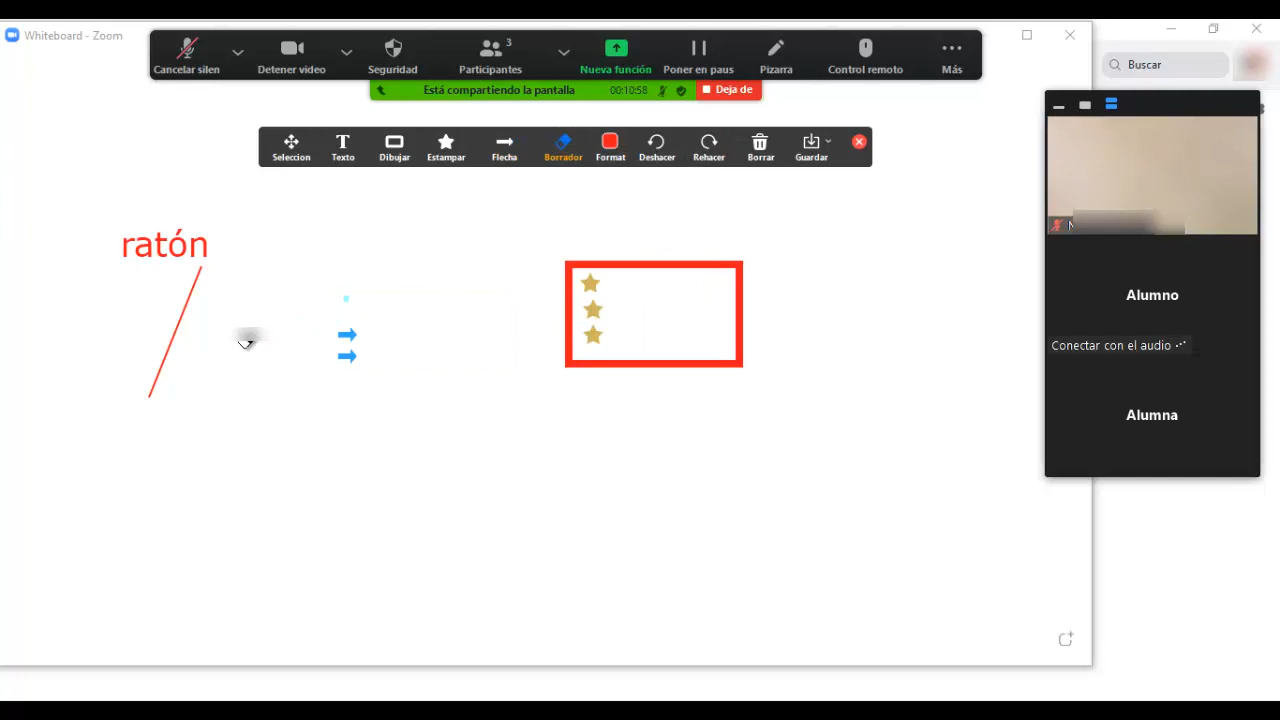 Whiteboard - Zoom
Cancelar silen
Detener video
Seguridad
Participantes
3
Nueva función
Poner en paus
Pizarra
Control remoto
Más
Buscar
Está compartiendo la pantalla
00:10:58
Deja de
Seleccion
Texto
Dibujar
Estampar
Flecha
Borrador
Format
Deshacer
Rehacer
Borrar
Guardar
ratón
Alumno
Conectar con el audio
Alumna